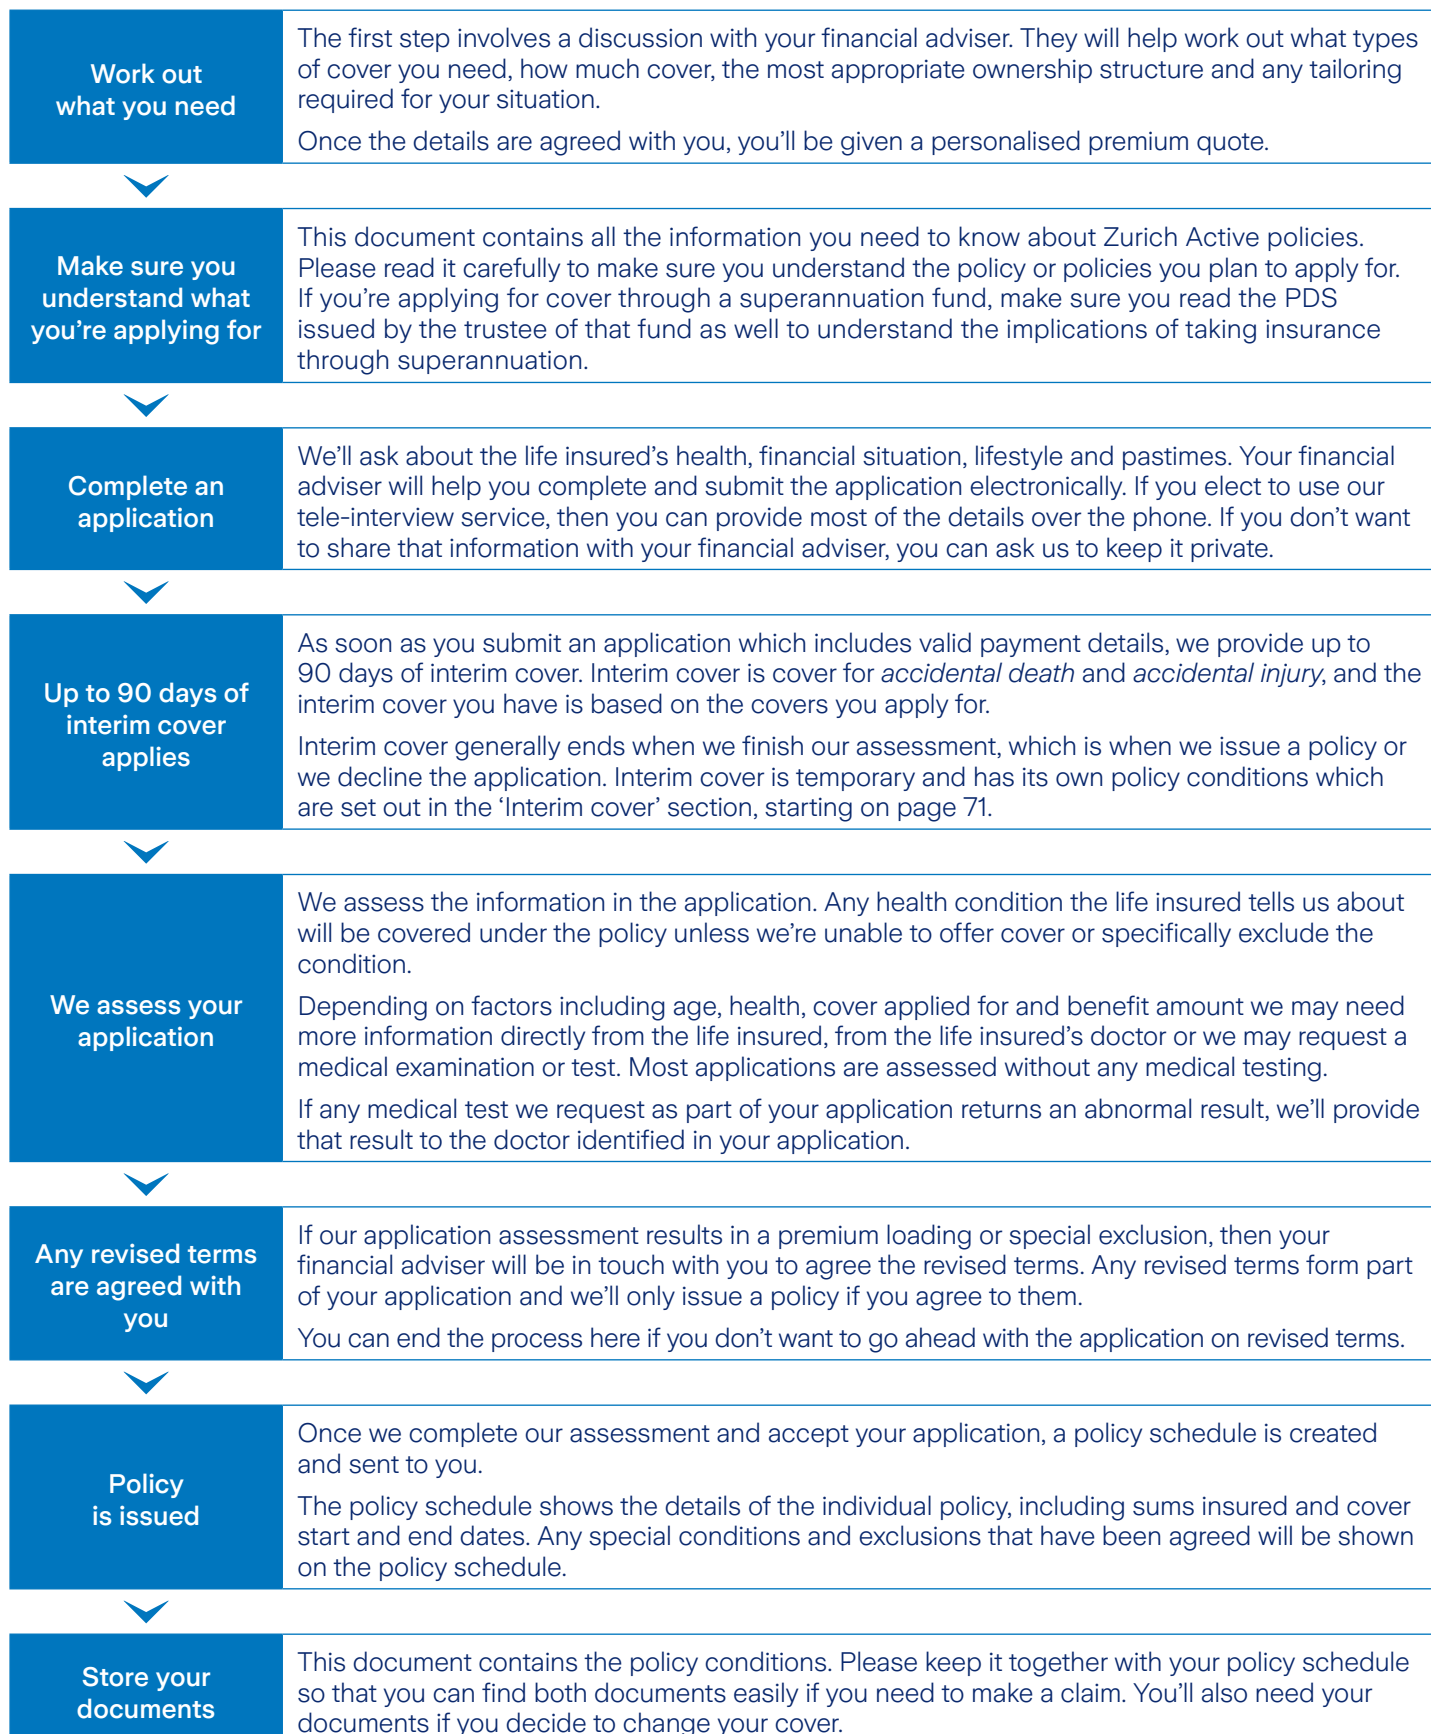 Work out
what you need
The first step involves a discussion with your financial adviser. They will help work out what types
of cover you need, how much cover, the most appropriate ownership structure and any tailoring
required for your situation.
Once the details are agreed with you, you’ll be given a personalised premium quote.
Make sure you
understand what
you’re applying for
This document contains all the information you need to know about Zurich Active policies.
Please read it carefully to make sure you understand the policy or policies you plan to apply for.
If you’re applying for cover through a superannuation fund, make sure you read the PDS
issued by the trustee of that fund as well to understand the implications of taking insurance
through superannuation.
Complete an
application
We’ll ask about the life insured’s health, financial situation, lifestyle and pastimes. Your financial
adviser will help you complete and submit the application electronically. If you elect to use our
tele-interview service, then you can provide most of the details over the phone. If you don’t want
to share that information with your financial adviser, you can ask us to keep it private.
Up to 90 days of
interim cover
applies
As soon as you submit an application which includes valid payment details, we provide up to
90 days of interim cover. Interim cover is cover for accidental death and accidental injury, and the
interim cover you have is based on the covers you apply for.
Interim cover generally ends when we finish our assessment, which is when we issue a policy or
we decline the application. Interim cover is temporary and has its own policy conditions which
are set out in the ‘Interim cover’ section, starting on page 71.
We assess your
application
We assess the information in the application. Any health condition the life insured tells us about
will be covered under the policy unless we’re unable to offer cover or specifically exclude the
condition.
Depending on factors including age, health, cover applied for and benefit amount we may need
more information directly from the life insured, from the life insured’s doctor or we may request a
medical examination or test. Most applications are assessed without any medical testing.
If any medical test we request as part of your application returns an abnormal result, we’ll provide
that result to the doctor identified in your application.
Any revised terms
are agreed with
you
If our application assessment results in a premium loading or special exclusion, then your
financial adviser will be in touch with you to agree the revised terms. Any revised terms form part
of your application and we’ll only issue a policy if you agree to them.
You can end the process here if you don’t want to go ahead with the application on revised terms.
Policy
is issued
Once we complete our assessment and accept your application, a policy schedule is created
and sent to you.
The policy schedule shows the details of the individual policy, including sums insured and cover
start and end dates. Any special conditions and exclusions that have been agreed will be shown
on the policy schedule.
Store your
documents
This document contains the policy conditions. Please keep it together with your policy schedule
so that you can find both documents easily if you need to make a claim. You’ll also need your
documents if you decide to change your cover.